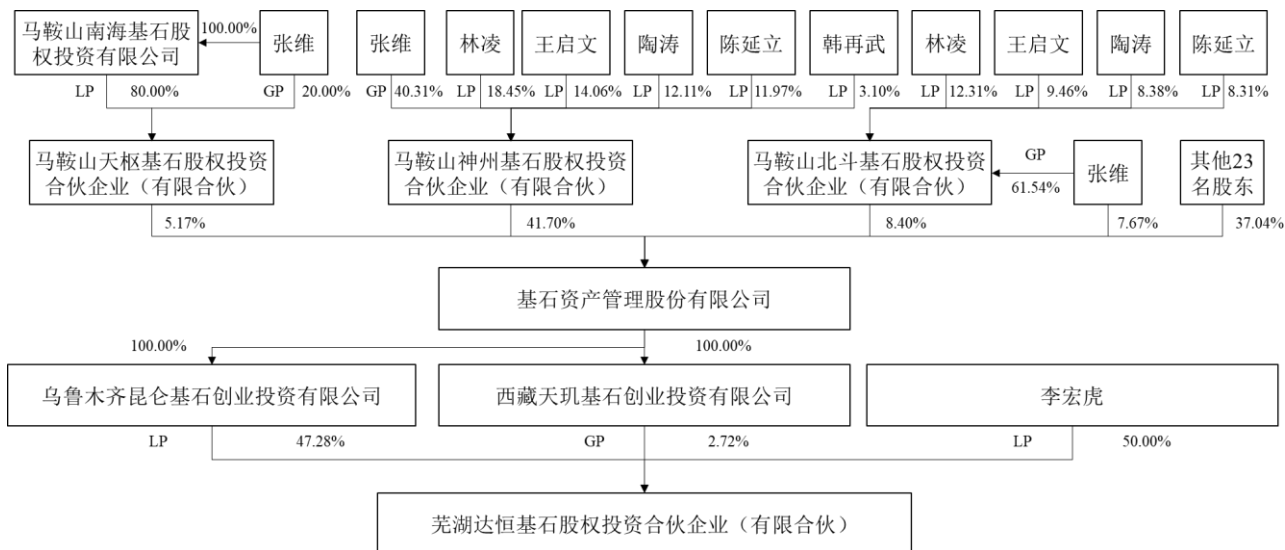 马鞍山南海基石股
权投资有限公司
100.00%
张维
张维
林凌
王启文
陶涛
陈延立
韩再武
林凌
王启文
陶涛
陈延立
LP
80.00%
GP
20.00%
GP
40.31%
LP
18.45%
LP
14.06%
LP
12.11%
LP
11.97%
LP
3.10%
LP
12.31%
LP
9.46%
LP
8.38%
LP
8.31%
马鞍山天枢基石股权投资
合伙企业（有限合伙）
马鞍山神州基石股权投资
合伙企业（有限合伙）
马鞍山北斗基石股权投资
合伙企业（有限合伙）
GP
61.54%
张维
其他23
名股东
5.17%
41.70%
8.40%
7.67%
37.04%
基石资产管理股份有限公司
100.00%
100.00%
乌鲁木齐昆仑基石创业投资有限公司
西藏天玑基石创业投资有限公司
李宏虎
LP
47.28%
GP
2.72%
LP
50.00%
芜湖达恒基石股权投资合伙企业（有限合伙）